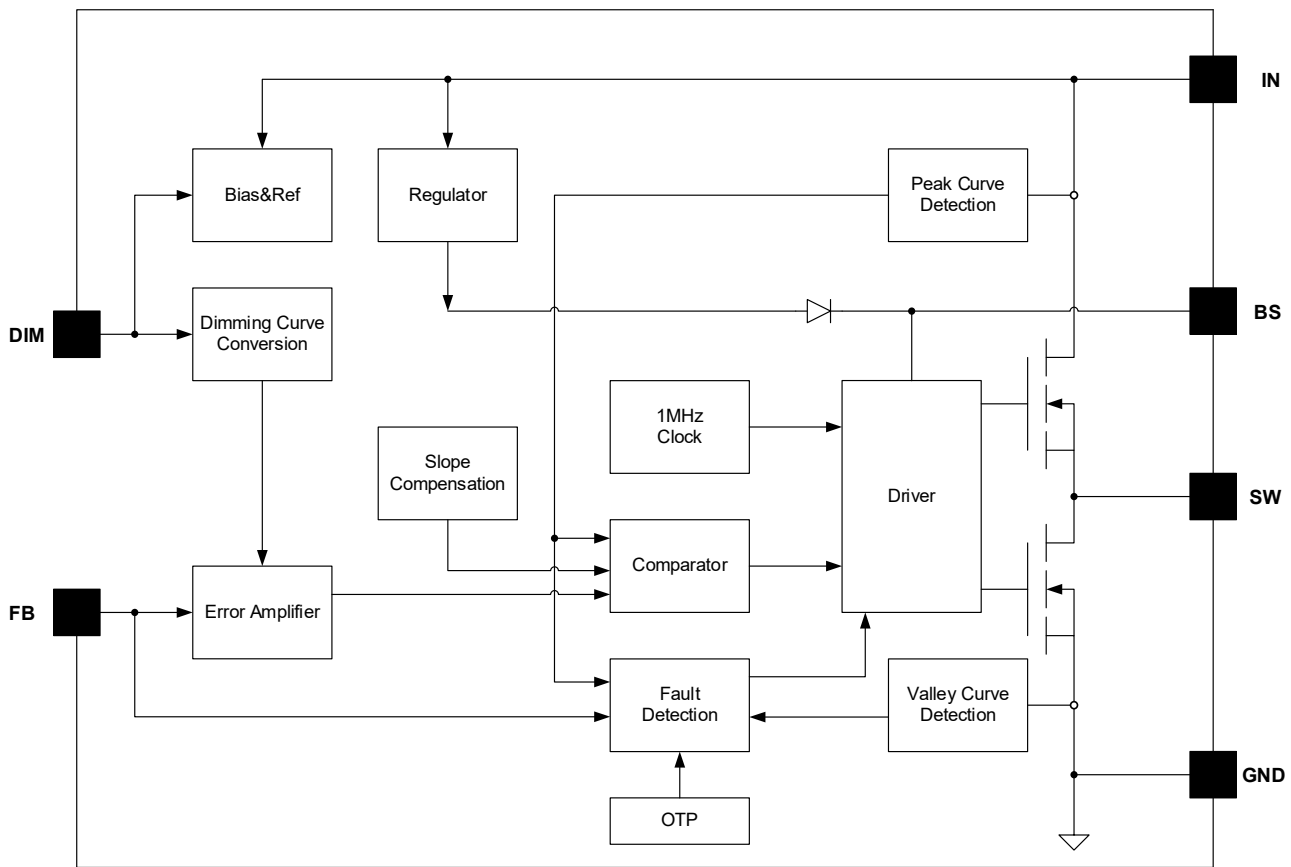 IN
Bias&Ref
Regulator
Peak Curve
Detection
DIM
Dimming Curve
Conversion
BS
1MHz
Clock
Slope
Compensation
Driver
SW
Comparator
FB
Error Amplifier
Fault
Detection
Valley Curve
Detection
GND
OTP